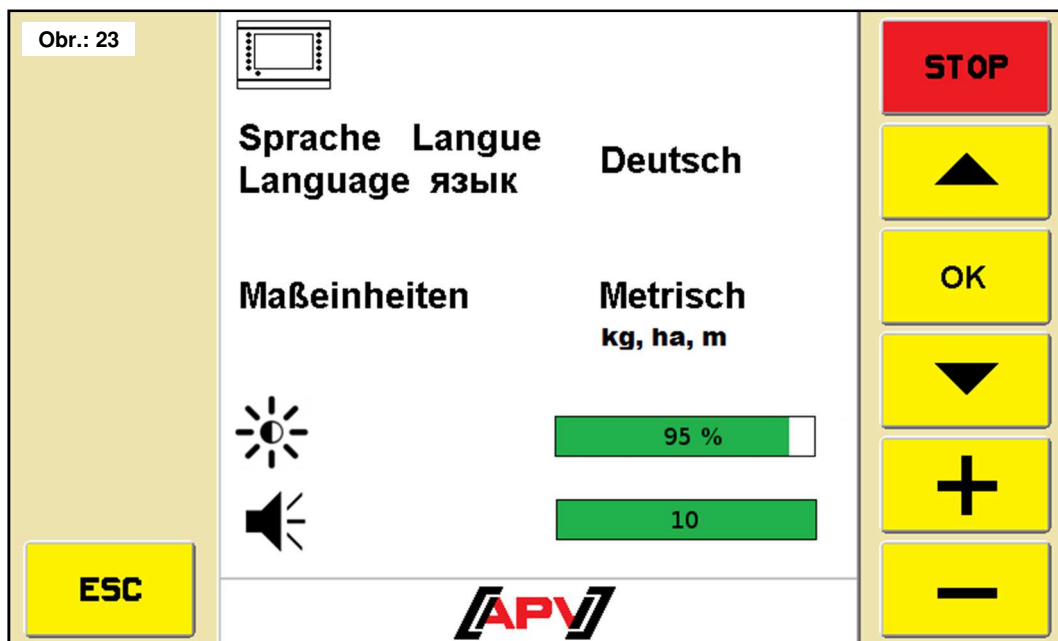 Obr.: 23
STOP
Sprache Langue
Language язык
Deutsch
OK
Maßeinheiten
Metrisch
kg, ha, m
95 %
10
ESC
APV